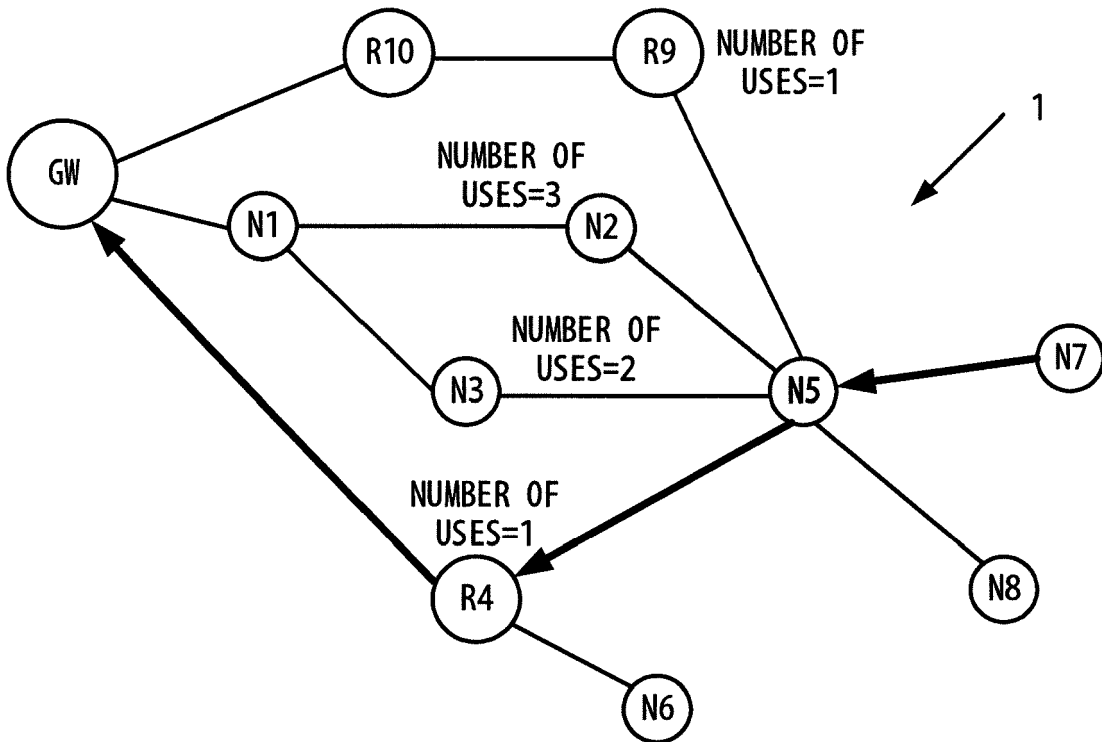 R10
R9
NUMBER OF
USES=1
1
GW
NUMBER OF
USES=3
N1
N2
NUMBER OF
USES=2
N7
N3
N5
NUMBER OF
USES=1
R4
N8
N6